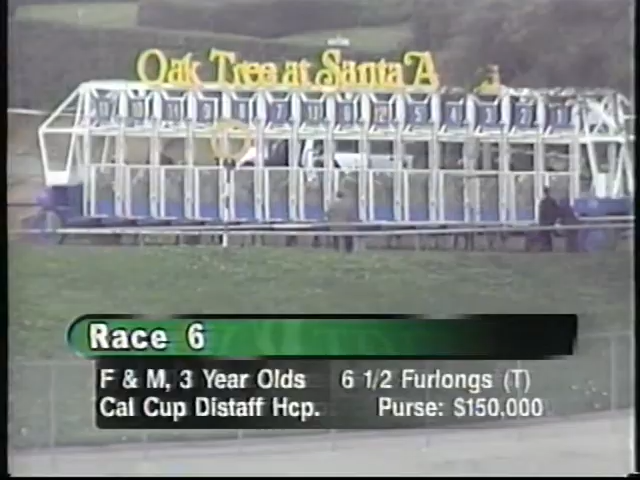 Oak Tree at Santa A
Race 6
F & M, 3 Year Olds 6 1/2 Furlongs (T)
Cal Cup Distaff Hcp. Purse: $150,000